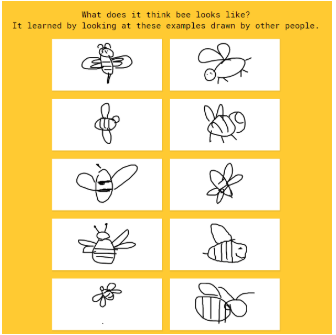 What does it think bee looks like?
It learned by looking at these examples drawn by other people.